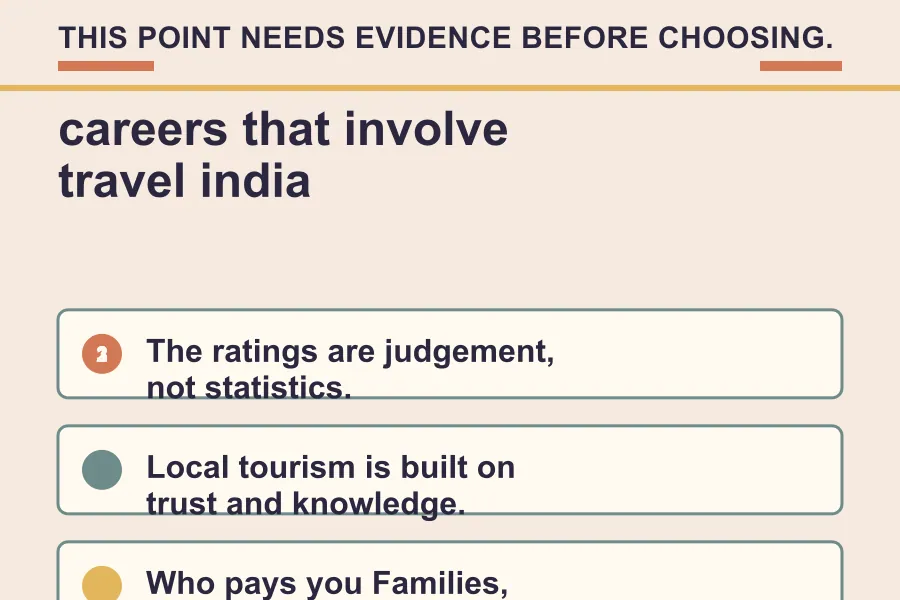 THIS POINT NEEDS EVIDENCE BEFORE CHOOSING.
careers that involve
travel india
The ratings are judgement,
not statistics.
Local tourism is built on
trust and knowledge.
Who pays you Families,